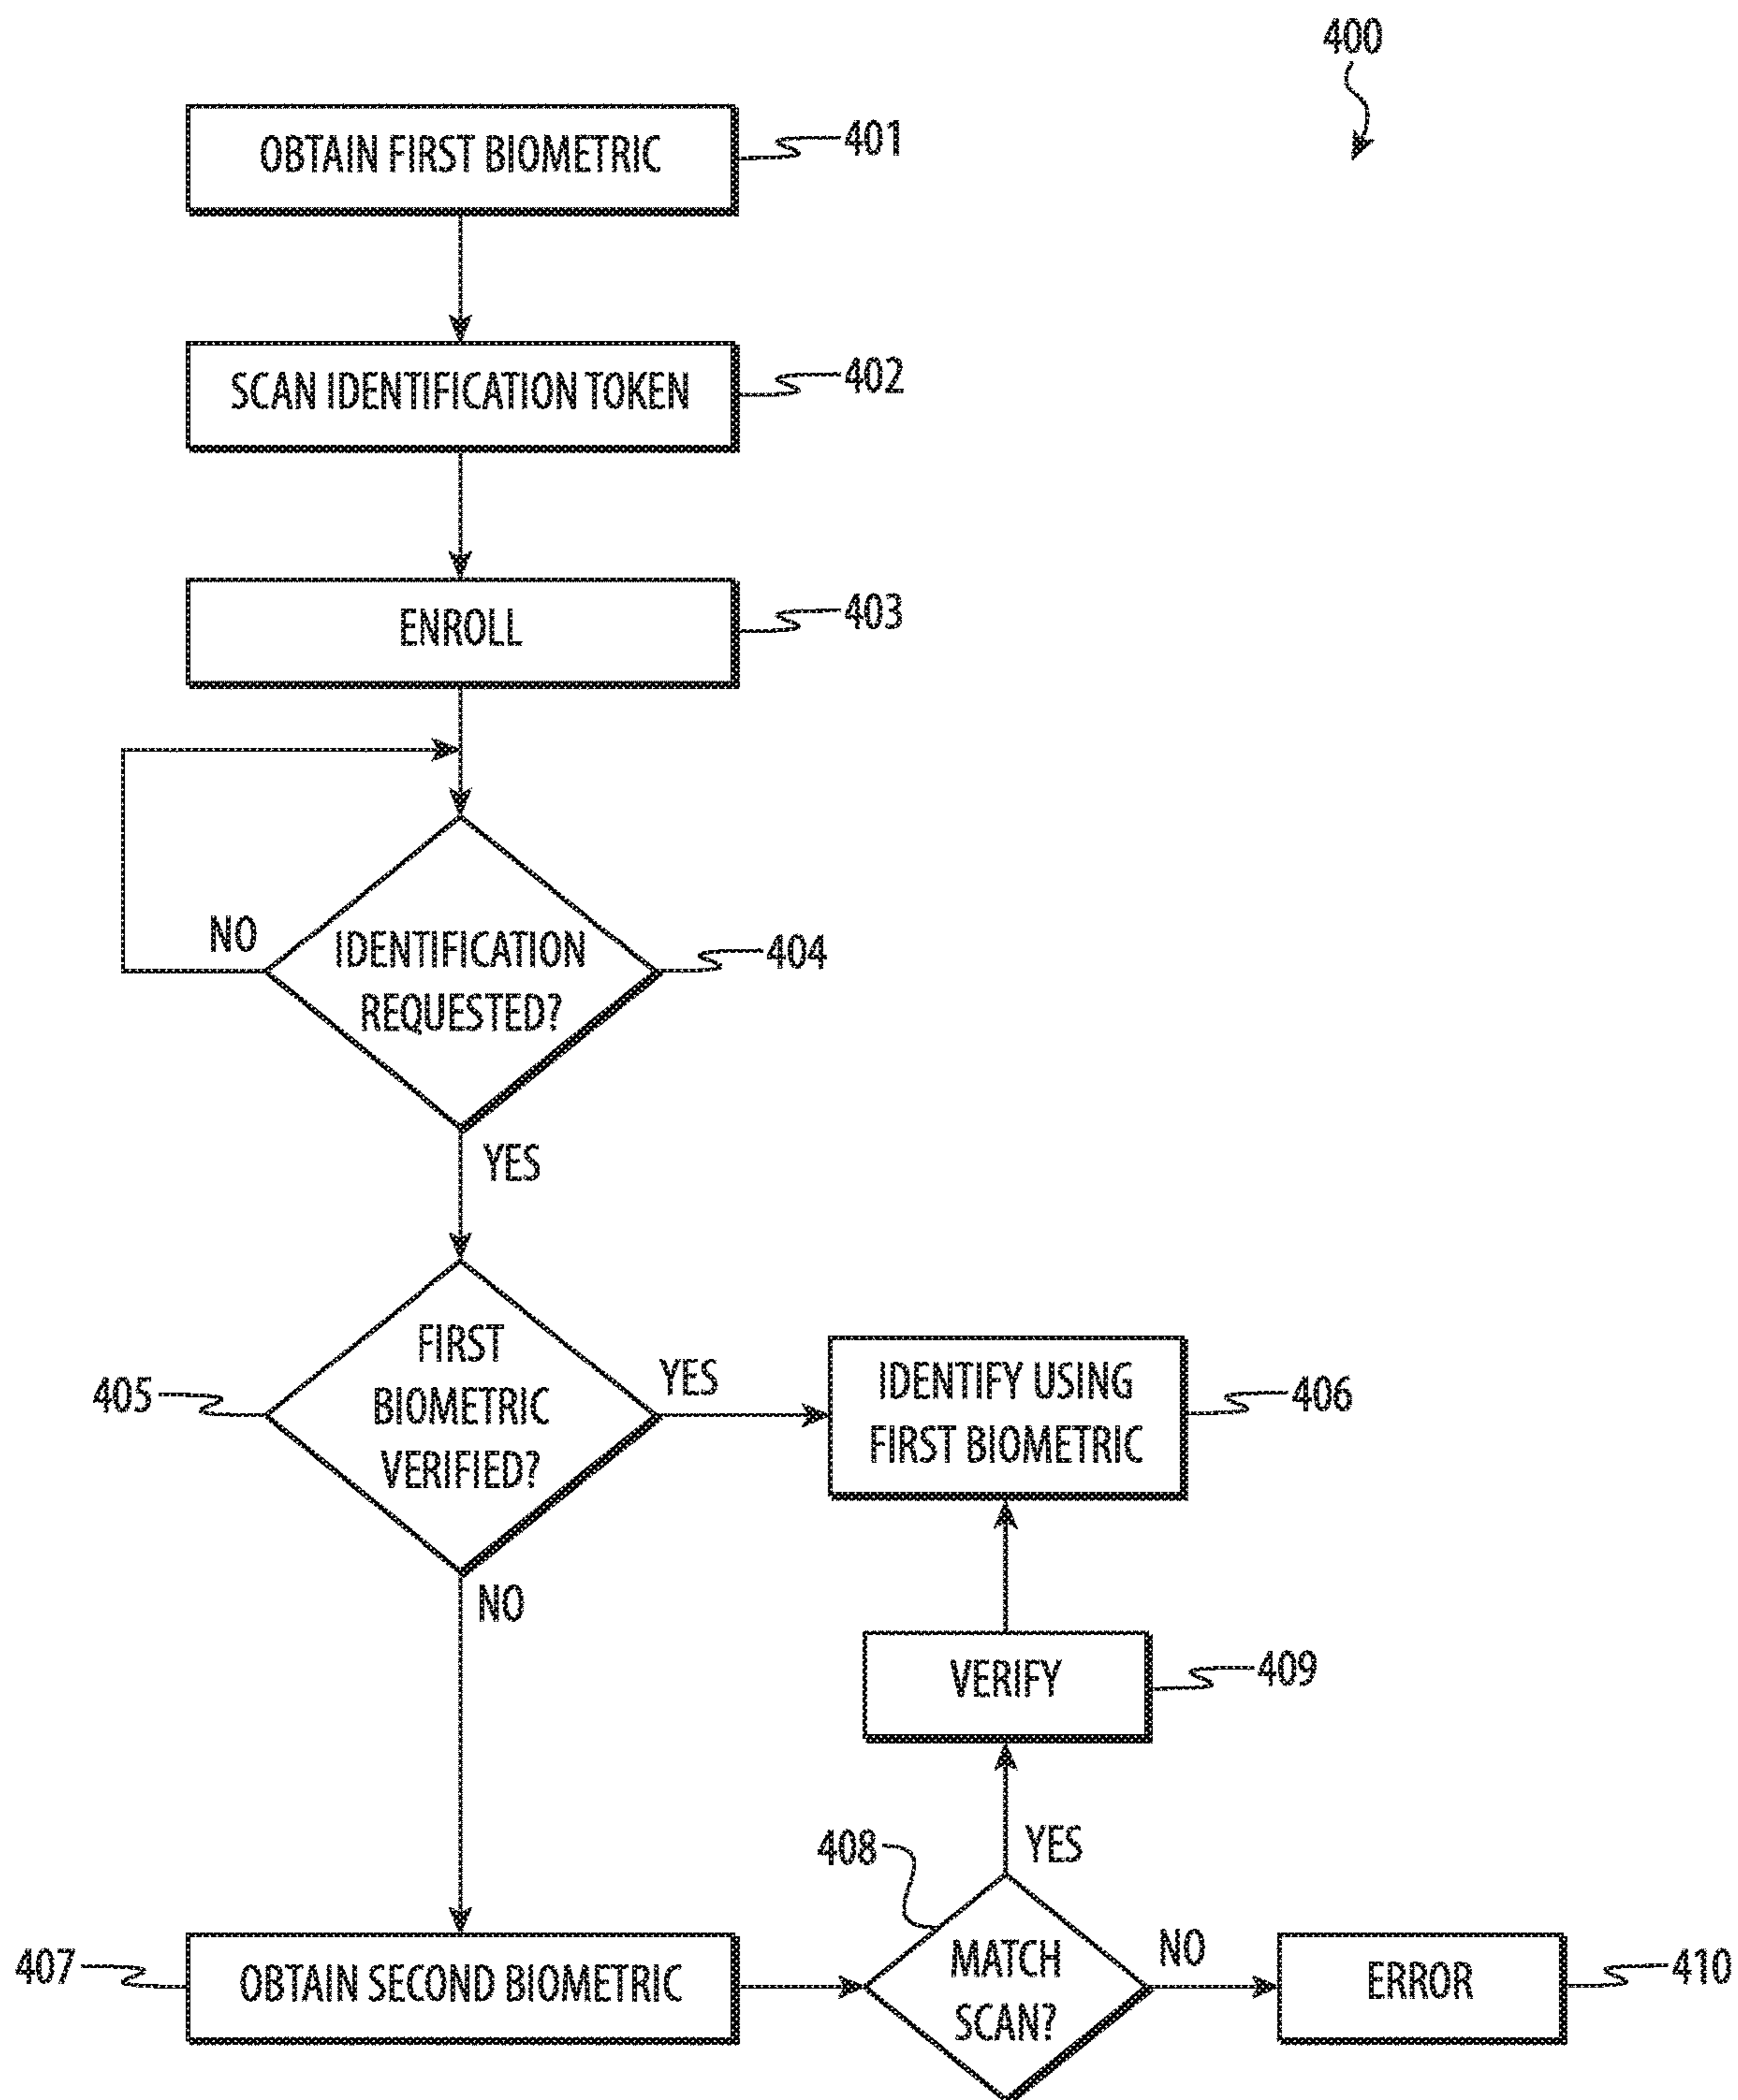 400
OBTAIN FIRST BIOMETRIC
401
SCAN IDENTIFICATION TOKEN
402
ENROLL
403
NO
IDENTIFICATION
REQUESTED?
404
YES
405
FIRST
BIOMETRIC
VERIFIED?
YES
IDENTIFY USING
FIRST BIOMETRIC
406
NO
VERIFY
409
408
YES
407
OBTAIN SECOND BIOMETRIC
MATCH
SCAN?
NO
ERROR
410